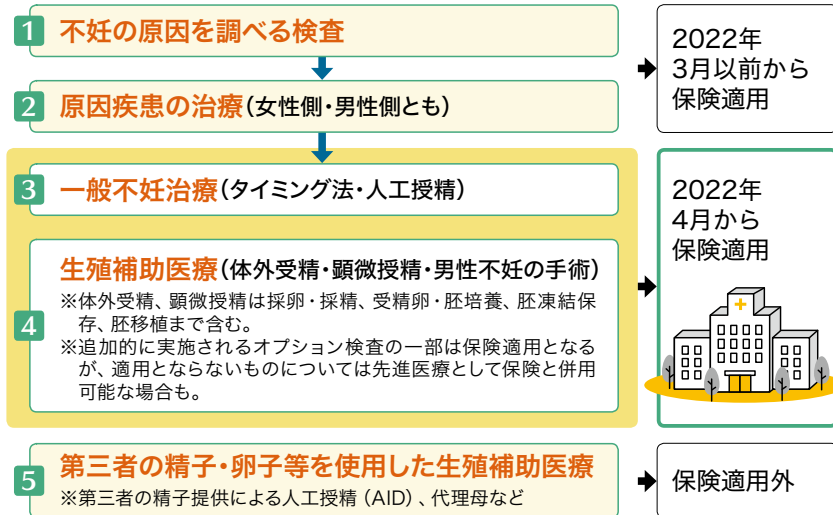 1 不妊の原因を調べる検査
2 原因疾患の治療(女性側・男性側とも)
2022年
3月以前から
保険適用
3 一般不妊治療(タイミング法・人工授精)
4 生殖補助医療(体外受精・顕微授精・男性不妊の手術)
※体外受精、顕微授精は採卵・採精、受精卵・胚培養、胚凍結保
存、胚移植まで含む。
※追加的に実施されるオプション検査の一部は保険適用となる
が、適用とならないものについては先進医療として保険と併用
可能な場合も。
2022年
4月から
保険適用
5 第三者の精子・卵子等を使用した生殖補助医療
※第三者の精子提供による人工授精（AID）、代理母など
保険適用外